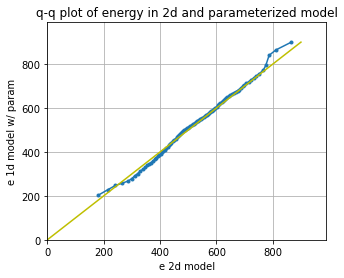 q-q plot of energy in 2d and parameterized model
e 1d model w/ param
800
600
400
200
0
0 200 400 600 800
e 2d model